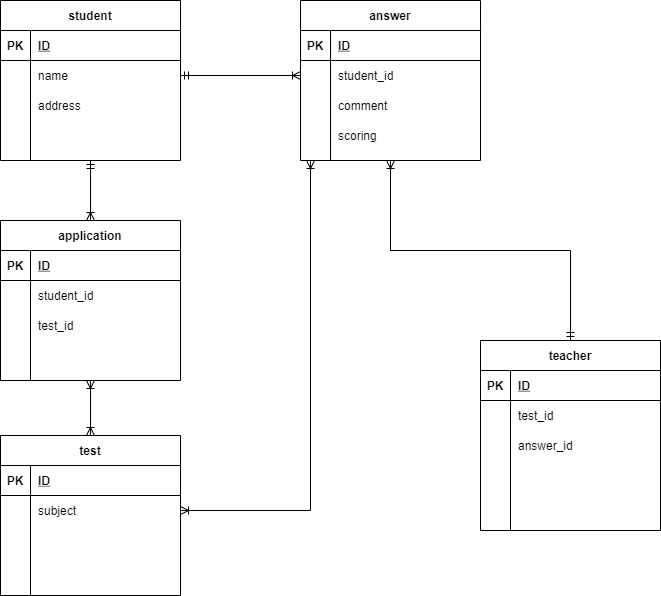 student
PK ID
name
address
answer
PK ID
student_id
comment
scoring
application
PK ID
student_id
test_id
teacher
PK ID
test_id
answer_id
test
PK ID
subject